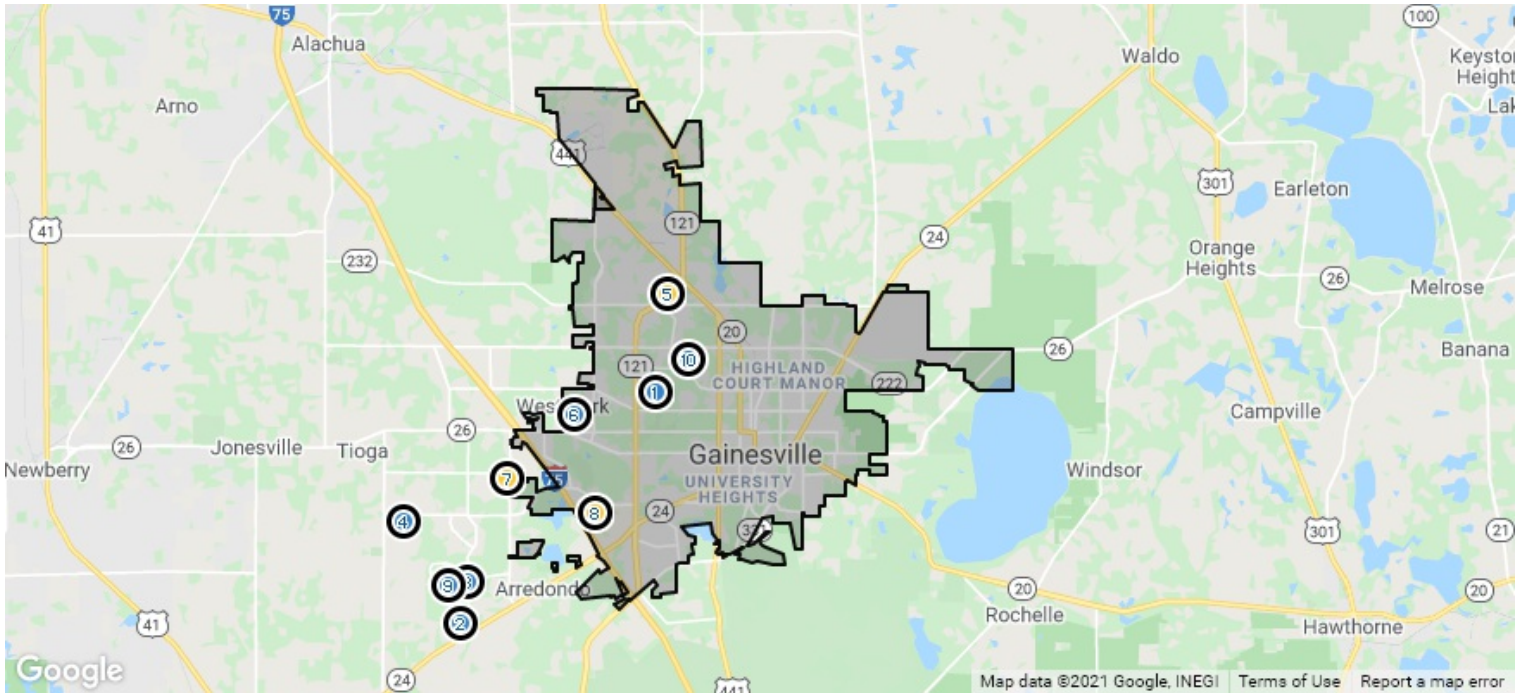 75
Alachua
100
Waldo
Keyston
Height
Arno
Lak
441
301
Earleton
41
121
24
232
Orange
Heights
26
Melrose
5
20
10
HIGHLAND
COURT MANOR
26
Banana
121
1
222
West rk
6
Campville
26
Jonesville
Tioga
26
Newberry
Gainesville
Windsor
7
75
UNIVERSITY
HEIGHTS
8
24
4
331
301
21
9
3
Arredondo
20
20
Rochelle
2
41
Hawthorne
24
441
Google
Map data ©2021 Google, INEGI
Terms of Use
Report a map error